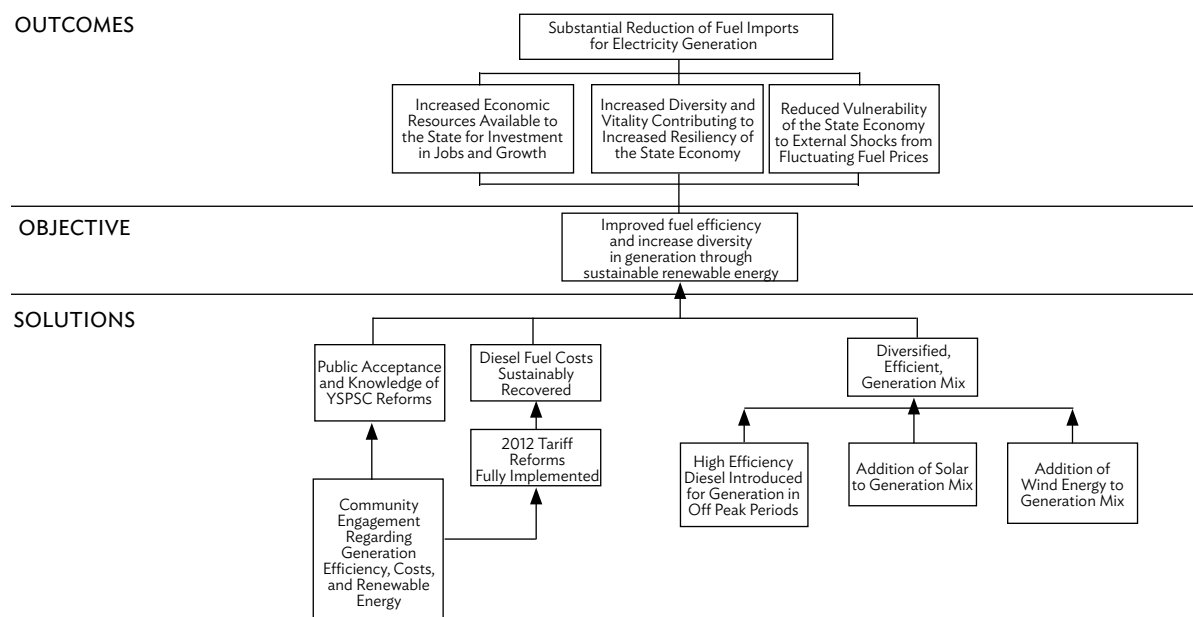 OUTCOMES
Substantial Reduction of Fuel Imports
for Electricity Generation
Increased Economic
Resources Available to
the State for Investment
in Jobs and Growth
Increased Diversity and
Vitality Contributing to
Increased Resiliency of
the State Economy
Reduced Vulnerability
of the State Economy
to External Shocks from
Fluctuating Fuel Prices
OBJECTIVE
Improved fuel efficiency
and increase diversity
in generation through
sustainable renewable energy
SOLUTIONS
Public Acceptance
and Knowledge of
YSPSC Reforms
Diesel Fuel Costs
Sustainably
Recovered
Diversified,
Efficient,
Generation Mix
2012 Tariff
Reforms
Fully Implemented
High Efficiency
Diesel Introduced
for Generation in
Off Peak Periods
Addition of Solar
to Generation Mix
Addition of
Wind Energy to
Generation Mix
Community
Engagement
Regarding
Generation
Efficiency, Costs,
and Renewable
Energy